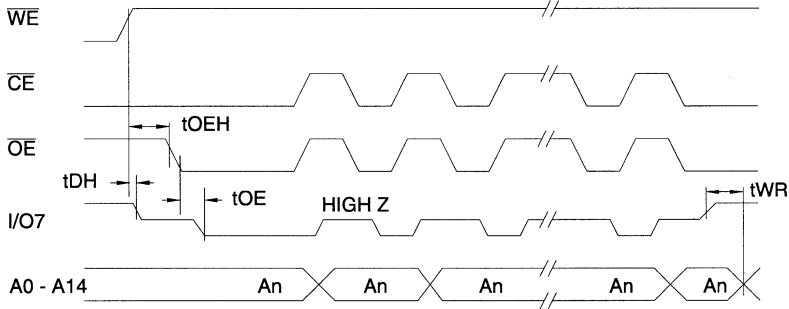 WE
CE
tOEH
OE
tDH
tOE
tWR
HIGH Z
I/O7
A0 - A14 An An An An An